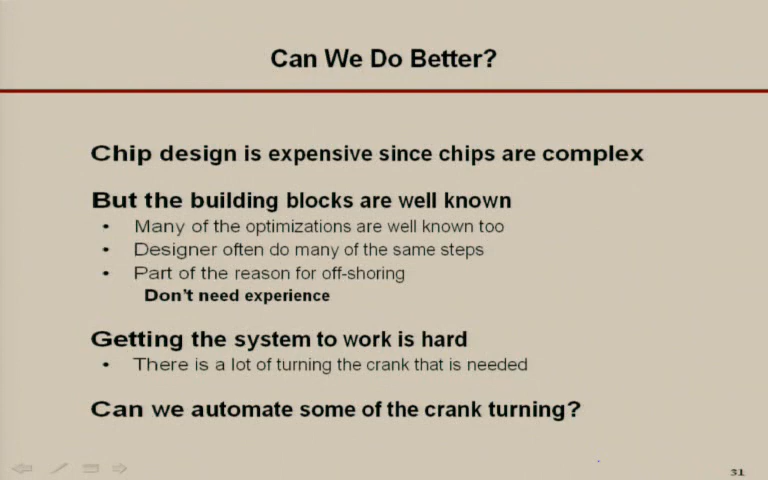 Can We Do Better?
Chip design is expensive since chips are complex
But the building blocks are well known
• Many of the optimizations are well known too
• Designer often do many of the same steps
• Part of the reason for off-shoring
Don't need experience
Getting the system to work is hard
• There is a lot of turning the crank that is needed
Can we automate some of the crank turning?
31